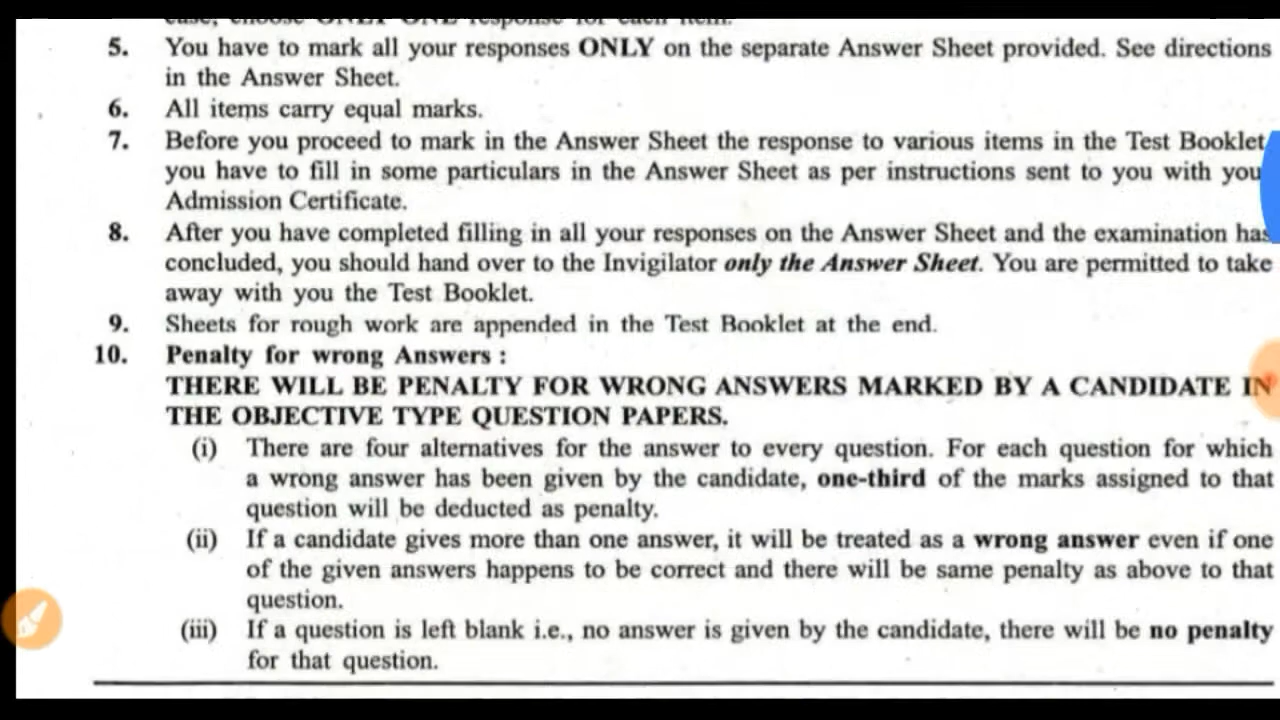 case, choose ONLY ONE response for each item.
5. You have to mark all your responses ONLY on the separate Answer Sheet provided. See directions
in the Answer Sheet.
6. All items carry equal marks.
7. Before you proceed to mark in the Answer Sheet the response to various items in the Test Booklet
you have to fill in some particulars in the Answer Sheet as per instructions sent to you with you
Admission Certificate.
8. After you have completed filling in all your responses on the Answer Sheet and the examination has
concluded, you should hand over to the Invigilator only the Answer Sheet. You are permitted to take
away with you the Test Booklet.
9. Sheets for rough work are appended in the Test Booklet at the end.
10. Penalty for wrong Answers :
THERE WILL BE PENALTY FOR WRONG ANSWERS MARKED BY A CANDIDATE IN
THE OBJECTIVE TYPE QUESTION PAPERS.
(i) There are four alternatives for the answer to every question. For each question for which
a wrong answer has been given by the candidate, one-third of the marks assigned to that
question will be deducted as penalty.
(ii) If a candidate gives more than one answer, it will be treated as a wrong answer even if one
of the given answers happens to be correct and there will be same penalty as above to that
question.
(iii) If a question is left blank i.e., no answer is given by the candidate, there will be no penalty
for that question.